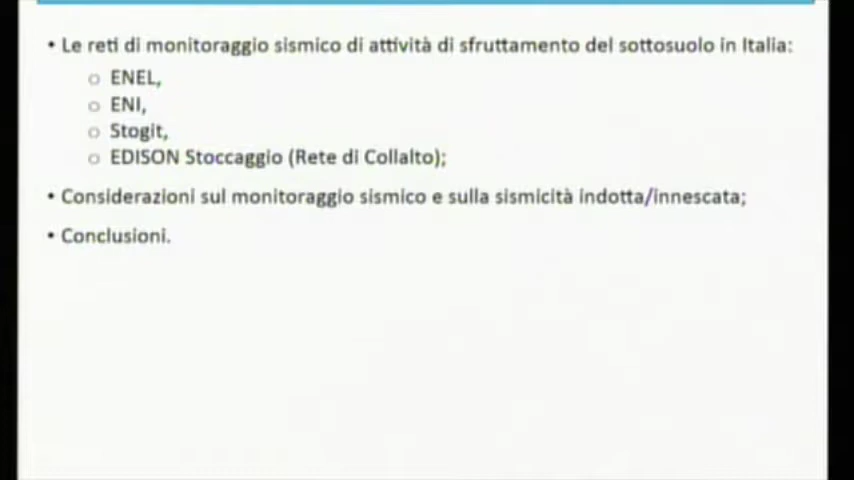 • Le reti di monitoraggio sismico di attività di sfruttamento del sottosuolo in Italia:
o ENEL,
o ENI,
o Stogit,
o EDISON Stoccaggio (Rete di Collalto);
• Considerazioni sul monitoraggio sismico e sulla sismicità indotta/innescata;
• Conclusioni.